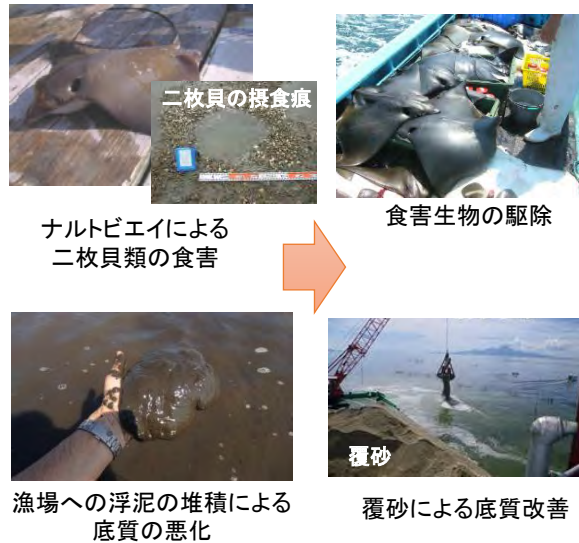 二枚貝の摂食痕
ナルトビエイによる
二枚貝類の食害
食害生物の駆除
覆砂
漁場への浮泥の堆積による
底質の悪化
覆砂による底質改善